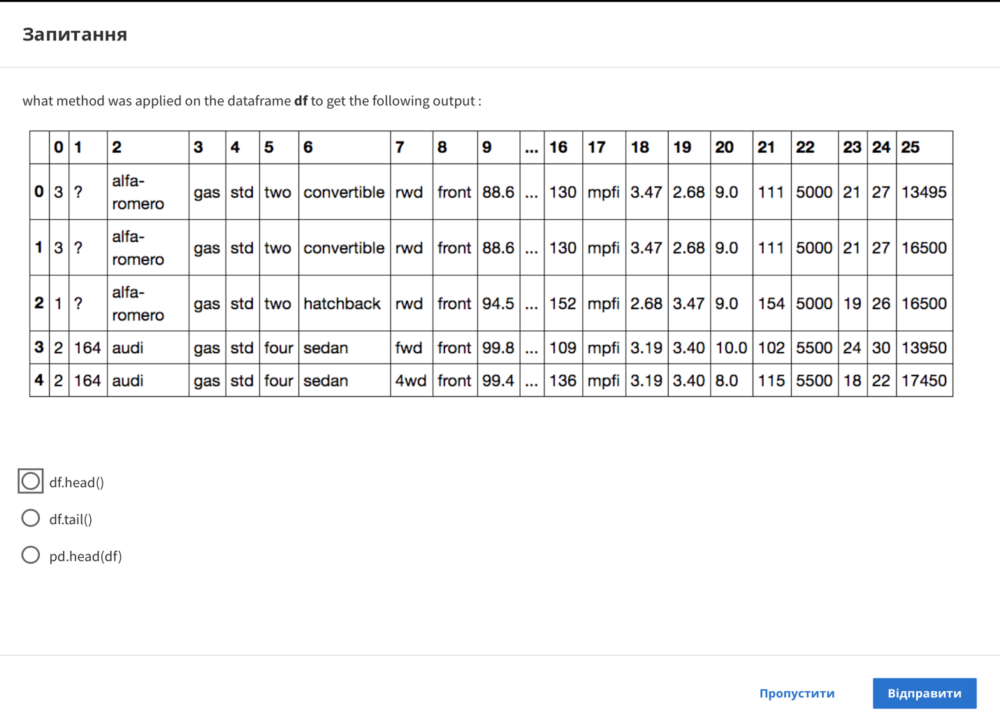 Запитання
what method was applied on the dataframe df to get the following output :
0 1 2 3 4 5 6 7 8 9 ... 16 17 18 19 20 21 22 23 24 25
0 3 ? alfa-romero gas std two convertible rwd front 88.6 ... 130 mpfi 3.47 2.68 9.0 111 5000 21 27 13495
1 3 ? alfa-romero gas std two convertible rwd front 88.6 ... 130 mpfi 3.47 2.68 9.0 111 5000 21 27 16500
2 1 ? alfa-romero gas std two hatchback rwd front 94.5 ... 152 mpfi 2.68 3.47 9.0 154 5000 19 26 16500
3 2 164 audi gas std four sedan fwd front 99.8 ... 109 mpfi 3.19 3.40 10.0 102 5500 24 30 13950
4 2 164 audi gas std four sedan 4wd front 99.4 ... 136 mpfi 3.19 3.40 8.0 115 5500 18 22 17450
df.head()
df.tail()
pd.head(df)
Пропустити
Відправити